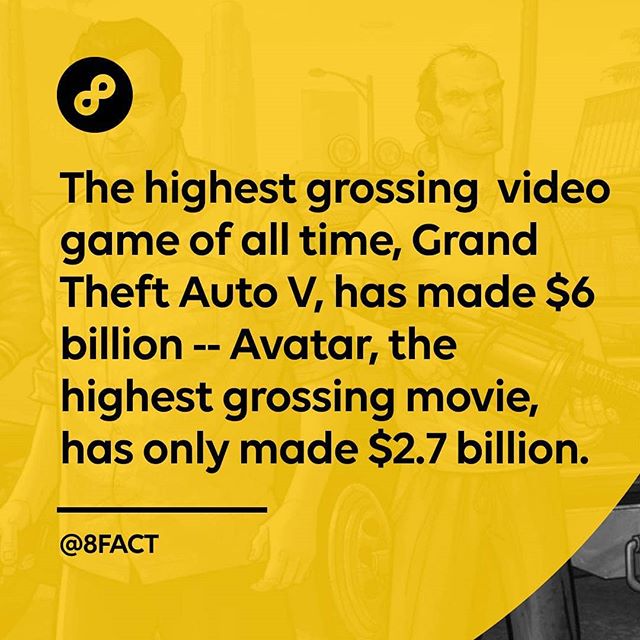 The highest grossing video
game of all time, Grand
Theft Auto V, has made $6
billion -- Avatar, the
highest grossing movie,
has only made $2.7 billion.
@8FACT